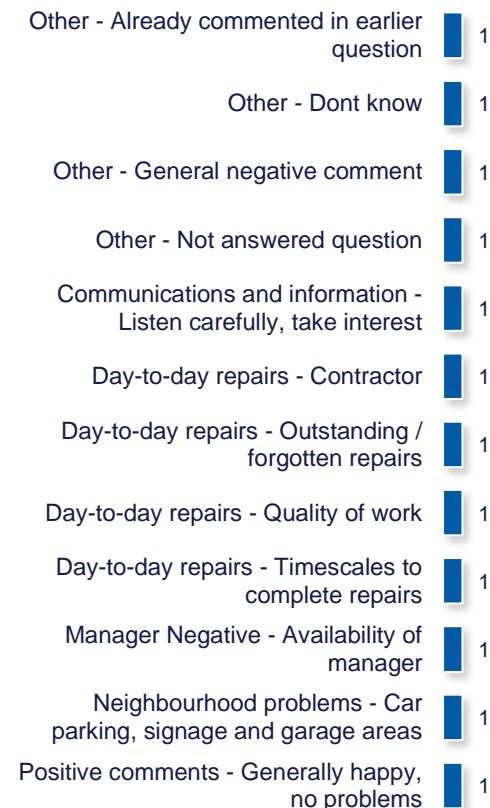 Other - Already commented in earlier
question
1
Other - Dont know
1
Other - General negative comment
1
Other - Not answered question
1
Communications and information -
Listen carefully, take interest
1
Day-to-day repairs - Contractor
1
Day-to-day repairs - Outstanding /
forgotten repairs
1
Day-to-day repairs - Quality of work
1
Day-to-day repairs - Timescales to
complete repairs
1
Manager Negative - Availability of
manager
1
Neighbourhood problems - Car
parking, signage and garage areas
1
Positive comments - Generally happy,
no problems
1